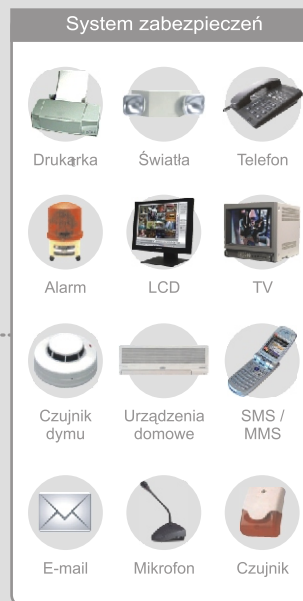 System zabezpieczeń
Drukarka Światła Telefon
Alarm LCD TV
Czujnik Urządzenia SMS /
dymu domowe MMS
E-mail Mikrofon Czujnik